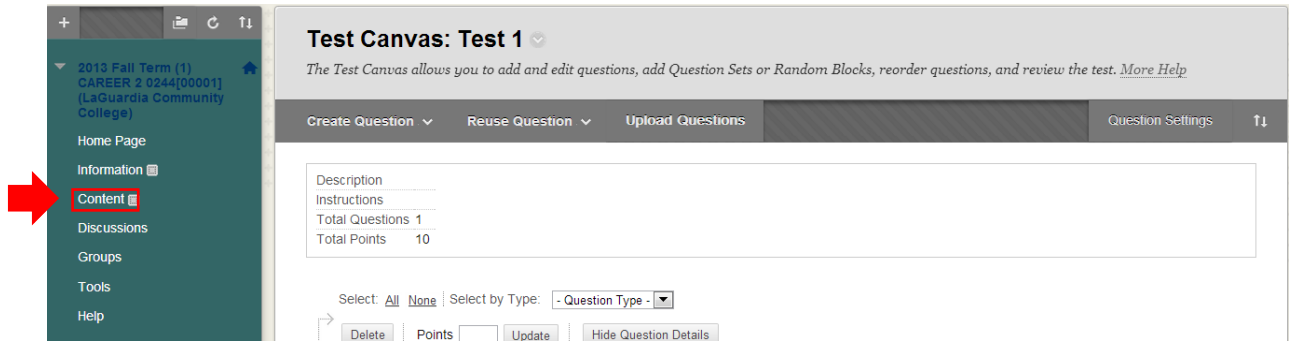 2013 Fall Term (1)
CAREER 2 0244[00001]
(LaGuardia Community
College)
Home Page
Information
Content
Discussions
Groups
Tools
Help
Test Canvas: Test 1
The Test Canvas allows you to add and edit questions, add Question Sets or Random Blocks, reorder questions, and review the test. More Help
Create Question Reuse Question Upload Questions Question Settings
Description
Instructions
Total Questions 1
Total Points 10
Select: All None Select by Type: - Question Type -
Delete Points Update Hide Question Details